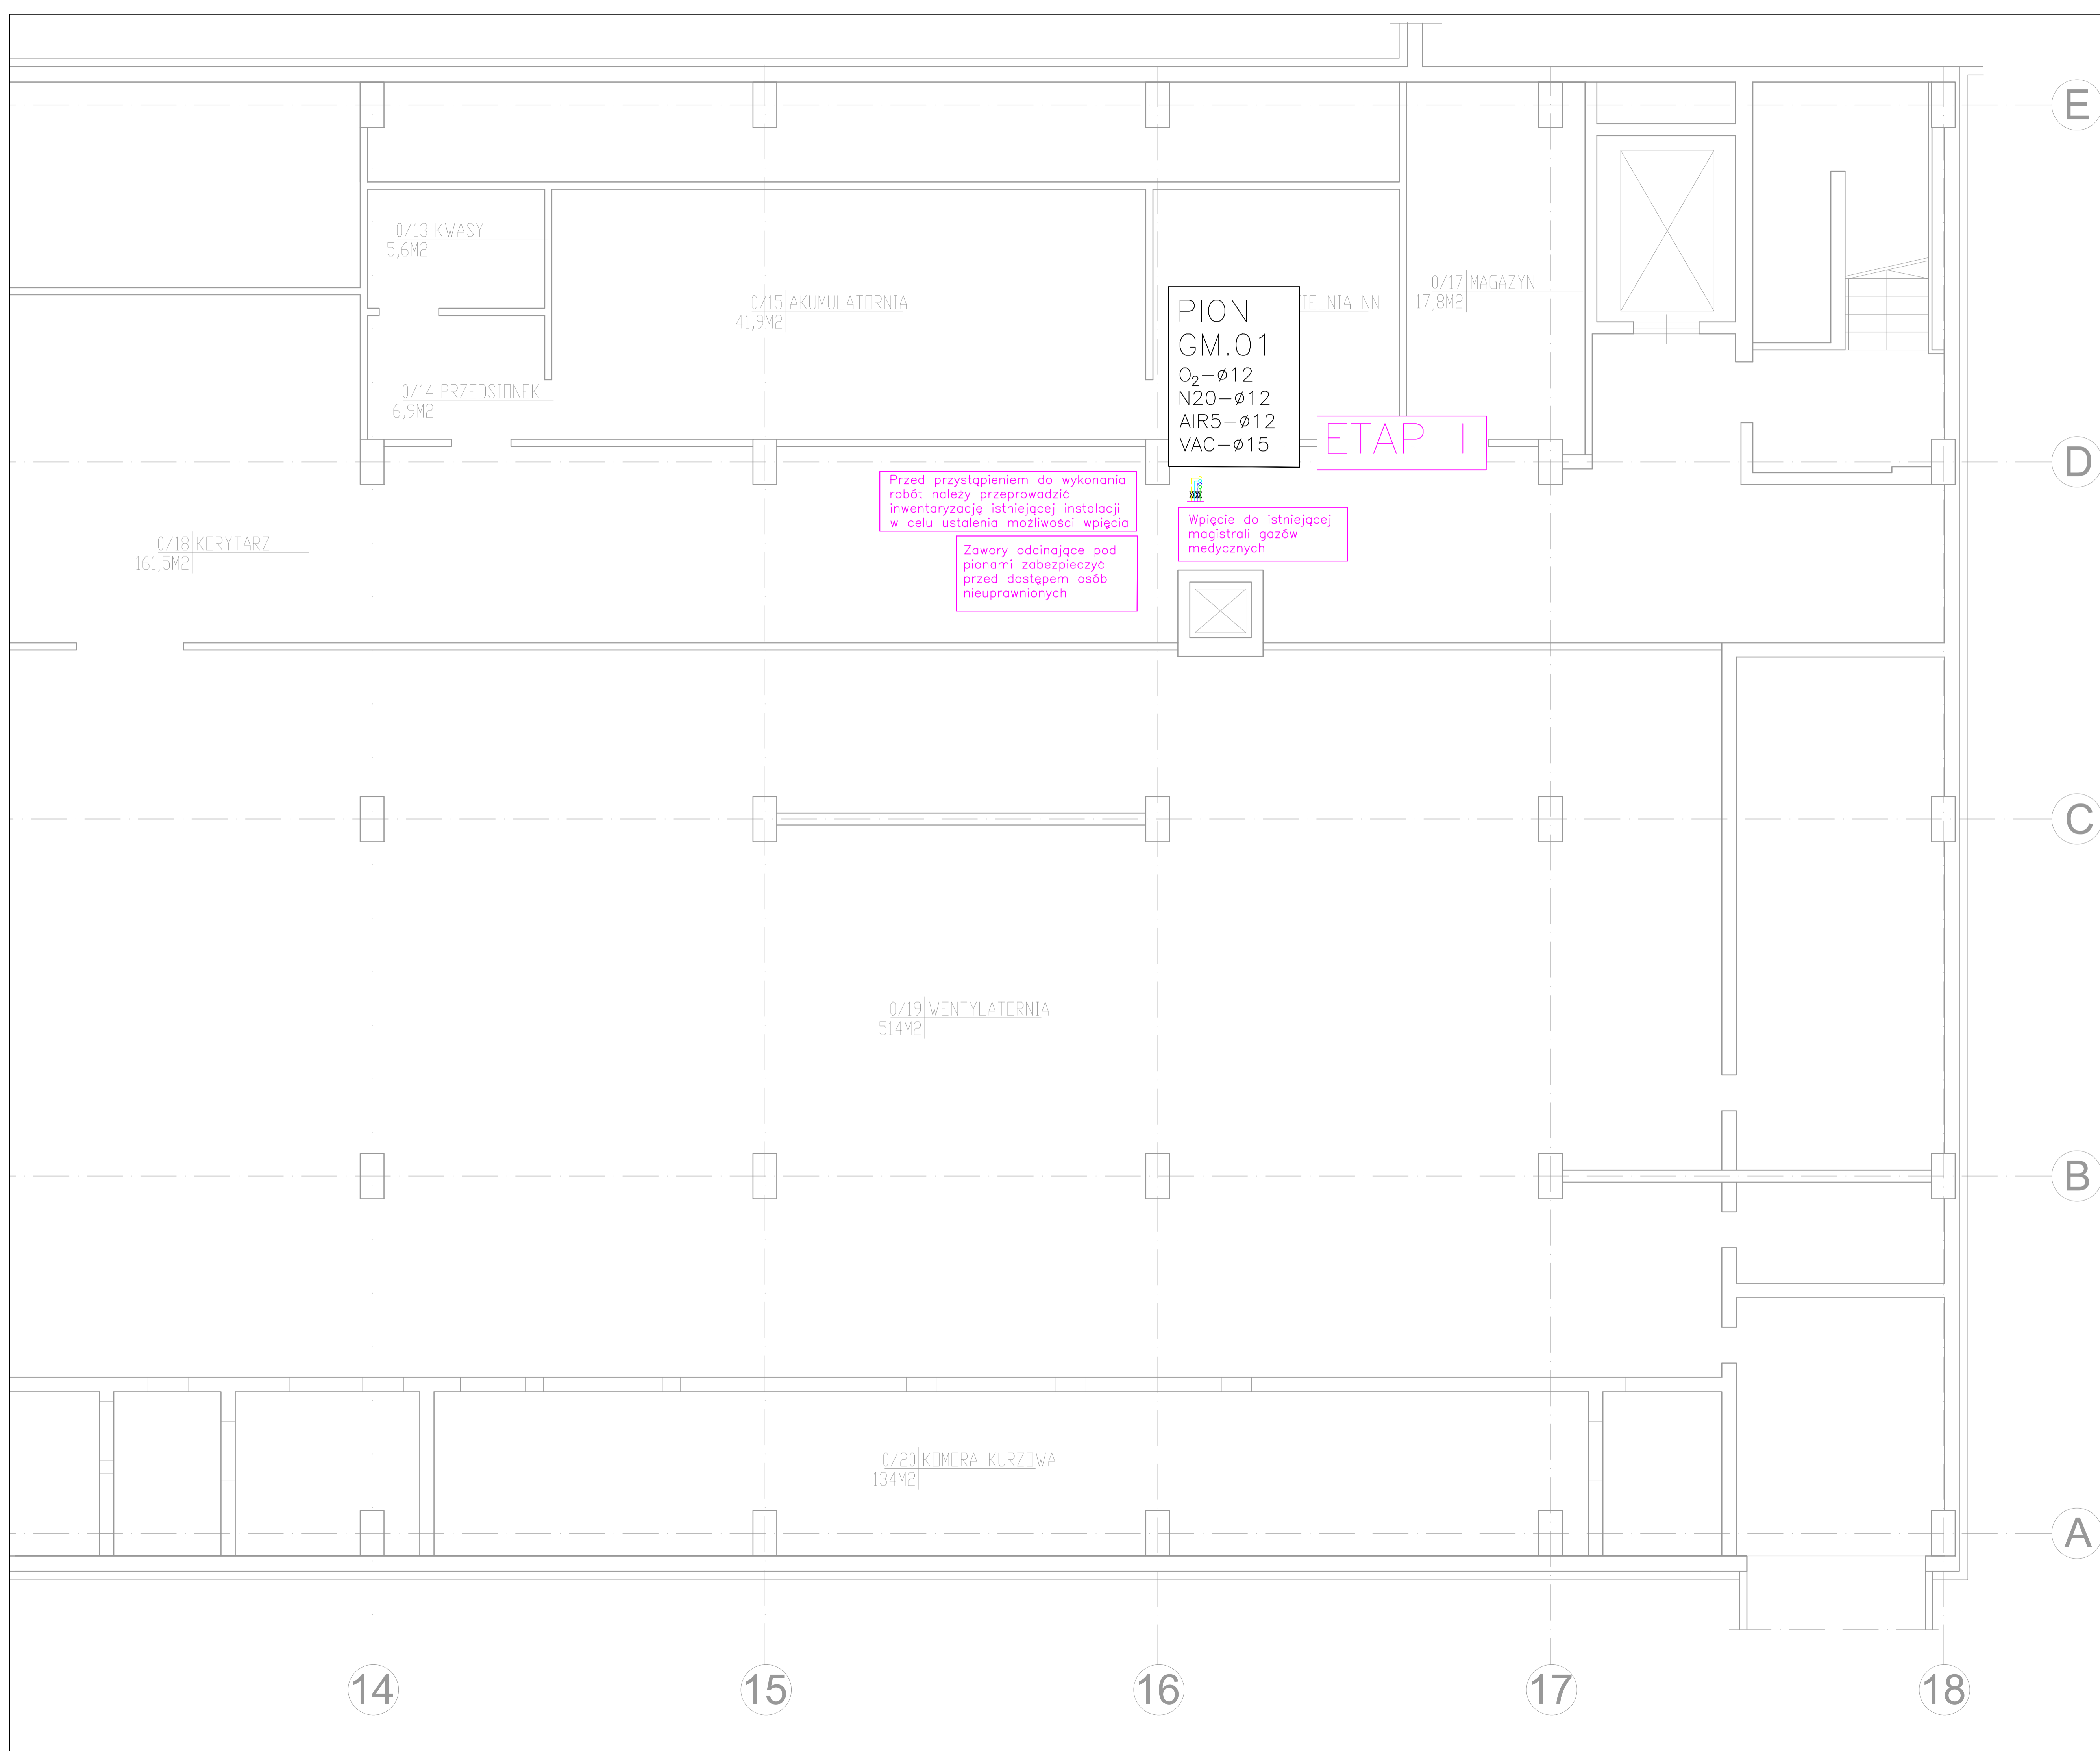 E
0/13 KWASY
5,6M2
0/15 AKUMULATORNIA
41,9M2
0/17 MAGAZYN
17,8M2
PION
GM.01
O₂-ø12
N2O-ø12
AIR5-ø12
VAC-ø15
NN
0/14 PRZEDSIONEK
6,9M2
ETAP I
D
Przed przystąpieniem do wykonania
robót należy przeprowadzić
inwentaryzację istniejącej instalacji
w celu ustalenia możliwości wpięcia
Wpięcie do istniejącej
magistrali gazów
medycznych
Zawory odcinające pod
pionami zabezpieczyć
przed dostępem osób
nieuprawnionych
0/18 KORYTARZ
161,5M2
C
0/19 WENTYLATORNIA
514M2
B
0/20 KOMORA KURZOWA
134M2
A
14
15
16
17
18